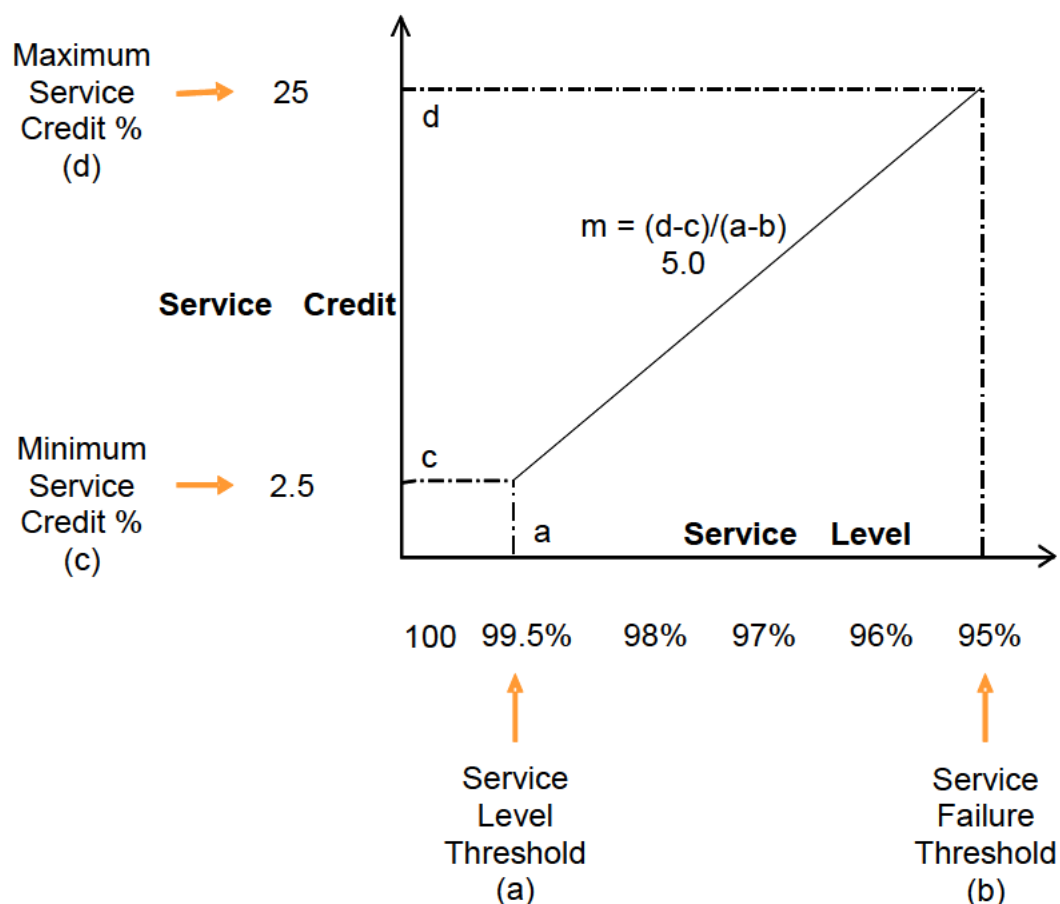 Maximum
Service
Credit %
(d)
25
d
m = (d-c)/(a-b)
5.0
Service Credit
Minimum
Service
Credit %
(c)
2.5
c
a
Service Level
100 99.5% 98% 97% 96% 95%
Service
Level
Threshold
(a)
Service
Failure
Threshold
(b)